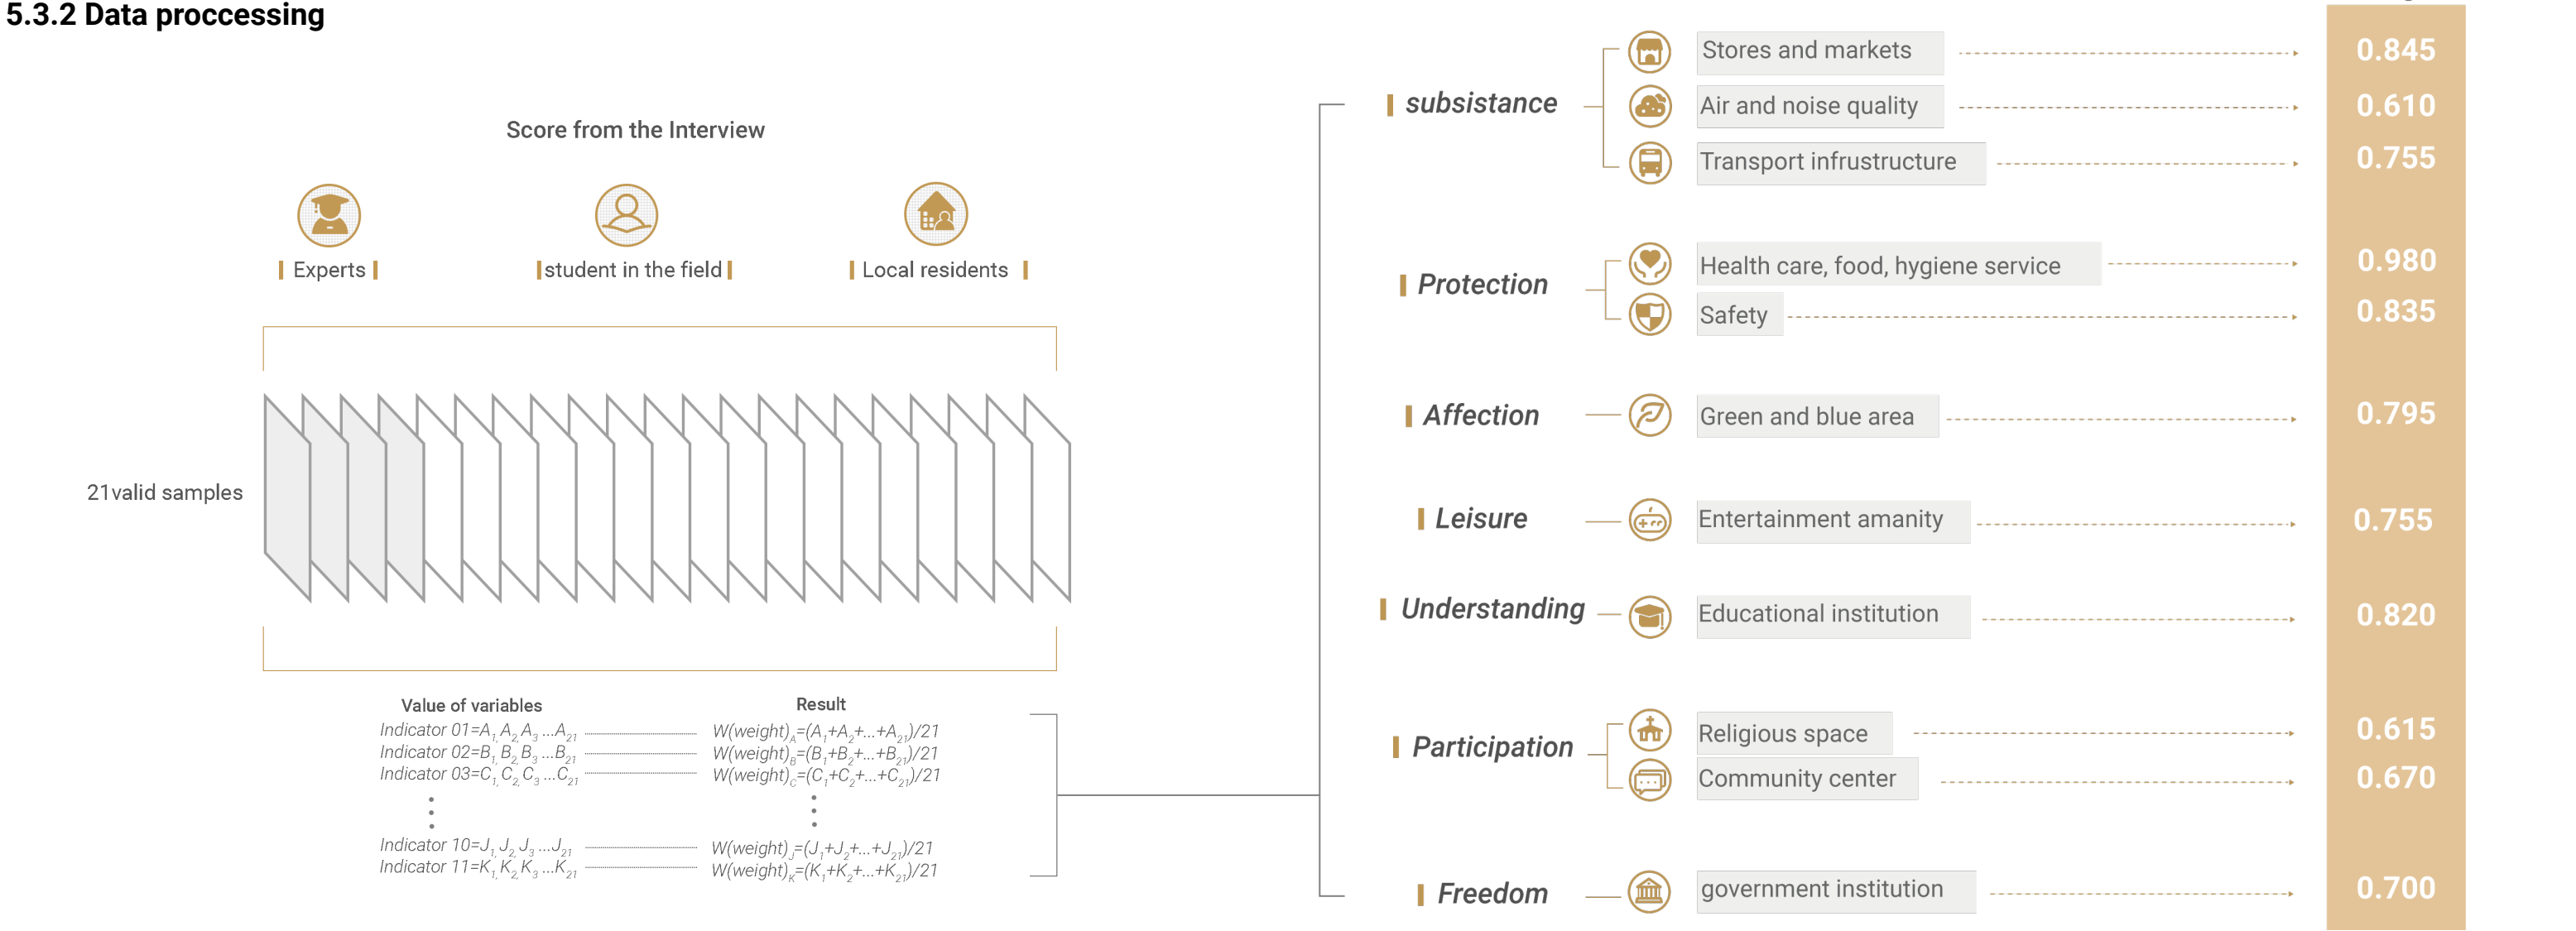 5.3.2 Data proccessing
Score from the Interview
Experts
student in the field
Local residents
21valid samples
Value of variables
Result
Indicator 01=A1, A2, A3 ...A21
W(weight)A=(A1+A2+...+A21)/21
Indicator 02=B1, B2, B3 ...B21
W(weight)B=(B1+B2+...+B21)/21
Indicator 03=C1, C2, C3 ...C21
W(weight)C=(C1+C2+...+C21)/21
Indicator 10=J1, J2, J3 ...J21
W(weight)J=(J1+J2+...+J21)/21
Indicator 11=K1, K2, K3 ...K21
W(weight)K=(K1+K2+...+K21)/21
subsistance
Stores and markets
0.845
Air and noise quality
0.610
Transport infrustructure
0.755
Protection
Health care, food, hygiene service
0.980
Safety
0.835
Affection
Green and blue area
0.795
Leisure
Entertainment amanity
0.755
Understanding
Educational institution
0.820
Participation
Religious space
0.615
Community center
0.670
Freedom
government institution
0.700